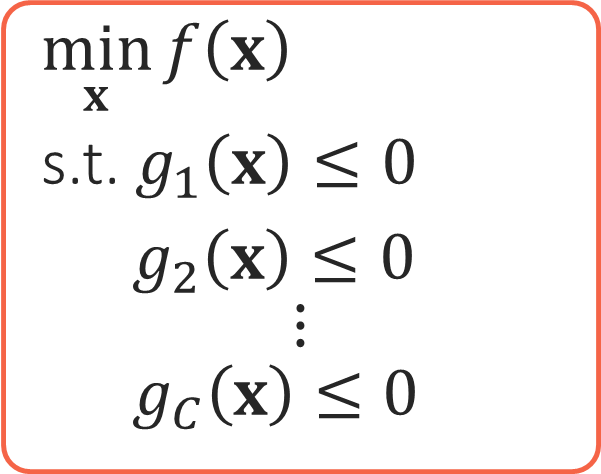 min f(𝐱)
𝐱
s.t. g₁(𝐱) ≤ 0
g₂(𝐱) ≤ 0
⋮
g_C(𝐱) ≤ 0